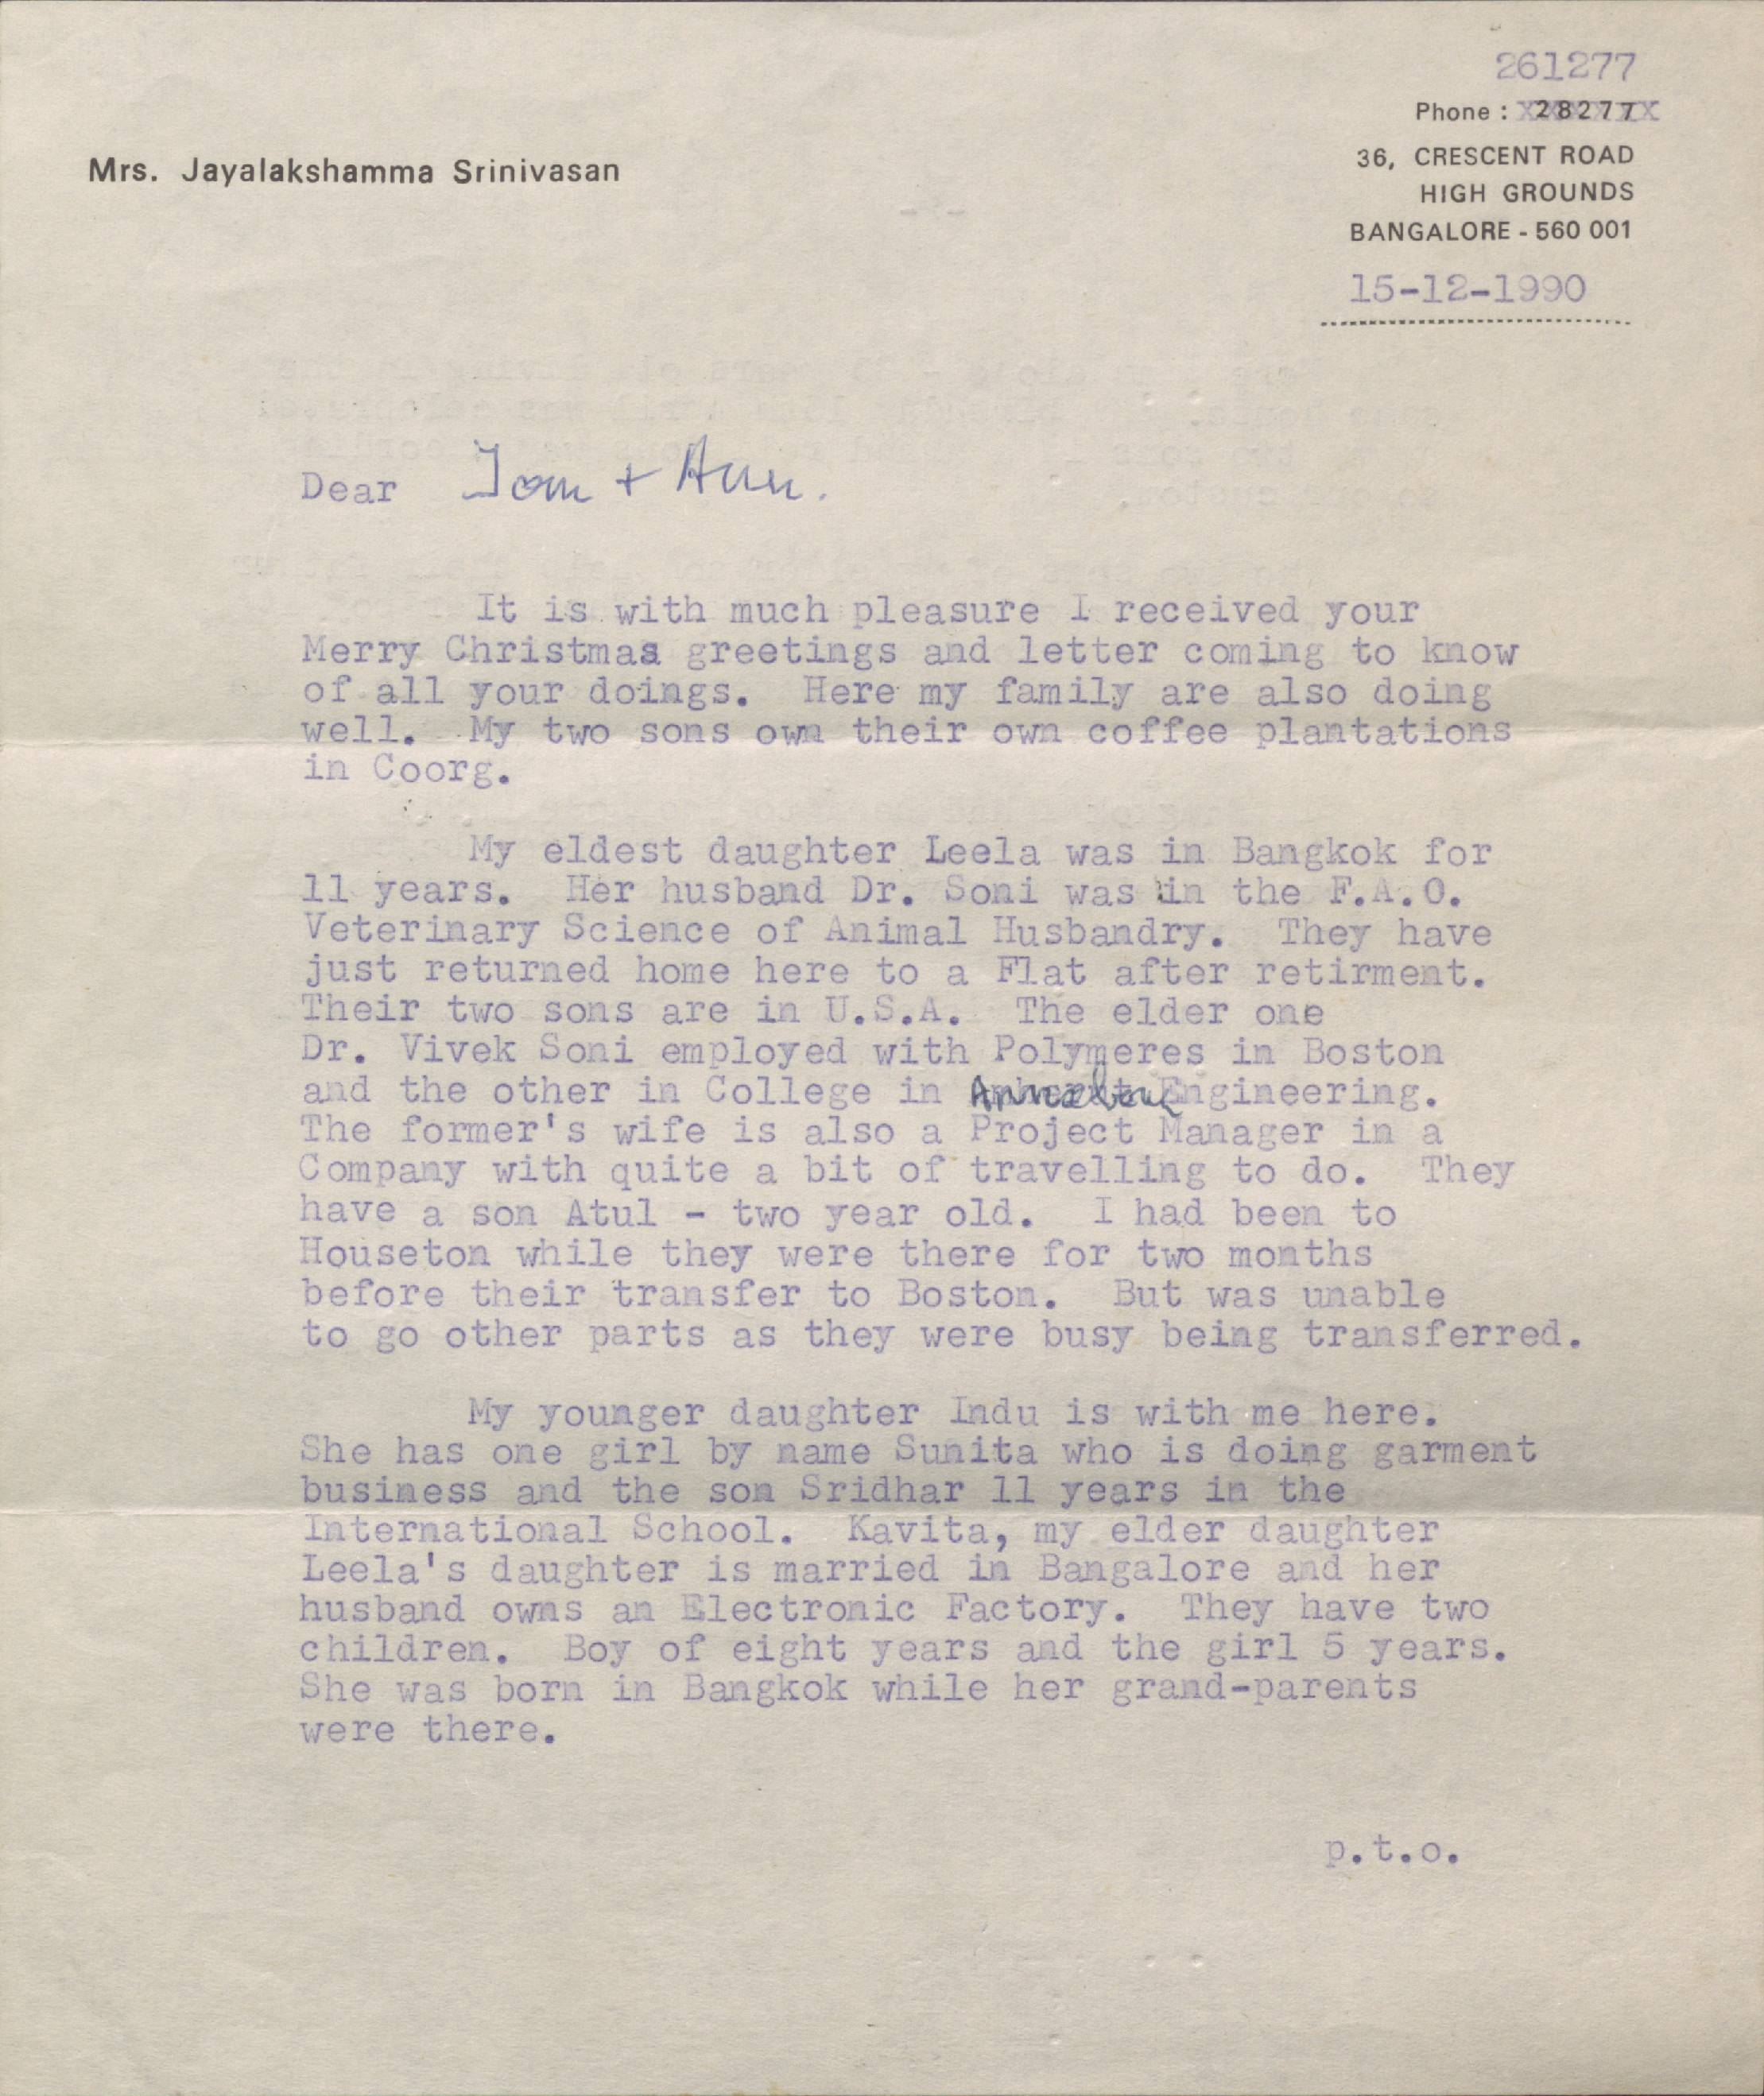 261277
Phone : 28277
36, CRESCENT ROAD
Mrs. Jayalakshamma Srinivasan
HIGH GROUNDS
BANGALORE - 560 001
15-12-1990
Dear Tom + Ann.
It is with much pleasure I received your
Merry Christmas greetings and letter coming to know
of all your doings. Here my family are also doing
well. My two sons own their own coffee plantations
in Coorg.
My eldest daughter Leela was in Bangkok for
11 years. Her husband Dr. Soni was in the F.A.O.
Veterinary Science of Animal Husbandry. They have
just returned home here to a Flat after retirment.
Their two sons are in U.S.A. The elder one
Dr. Vivek Soni employed with Polymeres in Boston
and the other in College in Engineering.
The former's wife is also a Project Manager in a
Company with quite a bit of travelling to do. They
have a son Atul - two year old. I had been to
Houseton while they were there for two months
before their transfer to Boston. But was unable
to go other parts as they were busy being transferred.
My younger daughter Indu is with me here.
She has one girl by name Sunita who is doing garment
business and the son Sridhar 11 years in the
International School. Kavita, my elder daughter
Leela's daughter is married in Bangalore and her
husband owns an Electronic Factory. They have two
children. Boy of eight years and the girl 5 years.
She was born in Bangkok while her grand-parents
were there.
p.t.o.